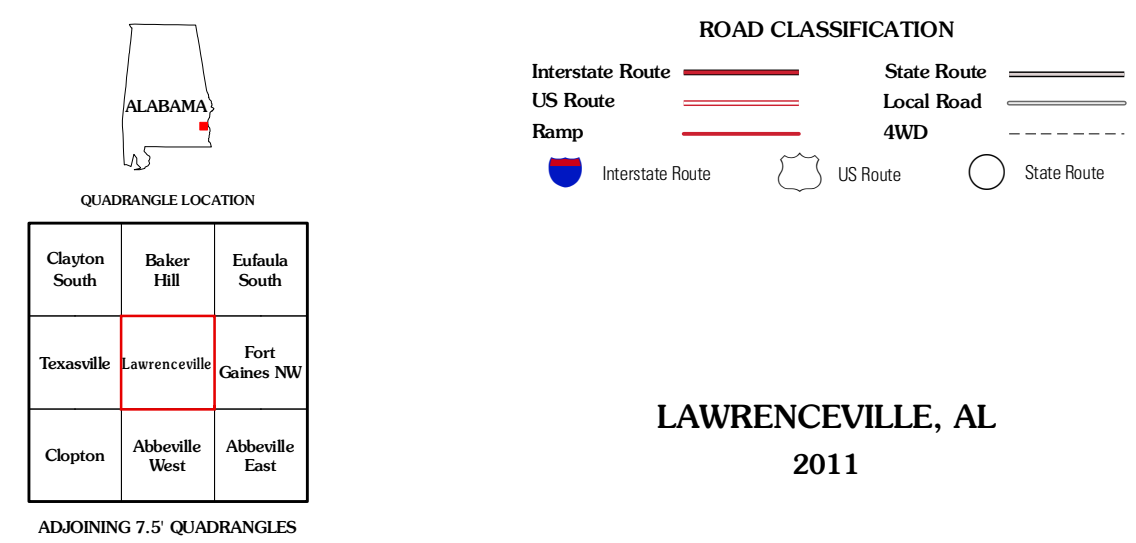 ALABAMA
QUADRANGLE LOCATION
Clayton
South
Baker
Hill
Eufaula
South
Texasville
Lawrenceville
Fort
Gaines NW
Clopton
Abbeville
West
Abbeville
East
ADJOINING 7.5' QUADRANGLES
ROAD CLASSIFICATION
Interstate Route
State Route
US Route
Local Road
Ramp
4WD
Interstate Route
US Route
State Route
LAWRENCEVILLE, AL
2011